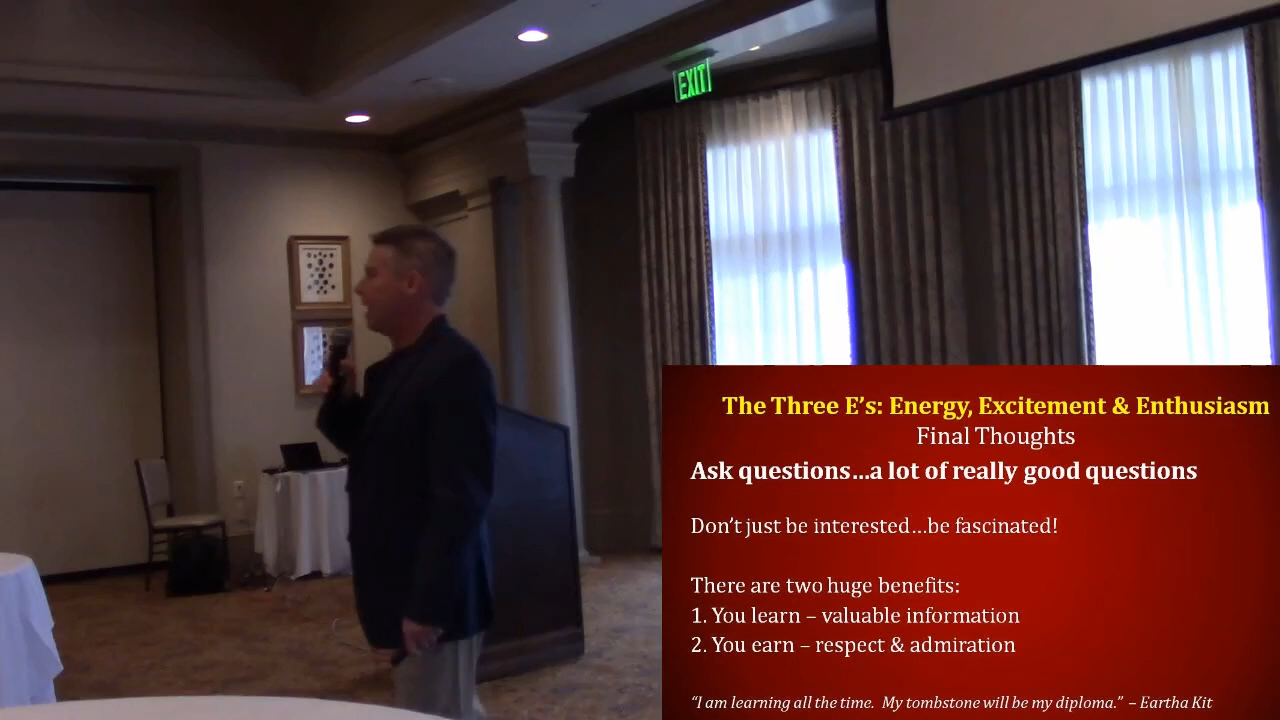 EXIT
The Three E’s: Energy, Excitement & Enthusiasm
Final Thoughts
Ask questions…a lot of really good questions
Don’t just be interested…be fascinated!
There are two huge benefits:
1. You learn – valuable information
2. You earn – respect & admiration
“I am learning all the time.  My tombstone will be my diploma.” – Eartha Kit